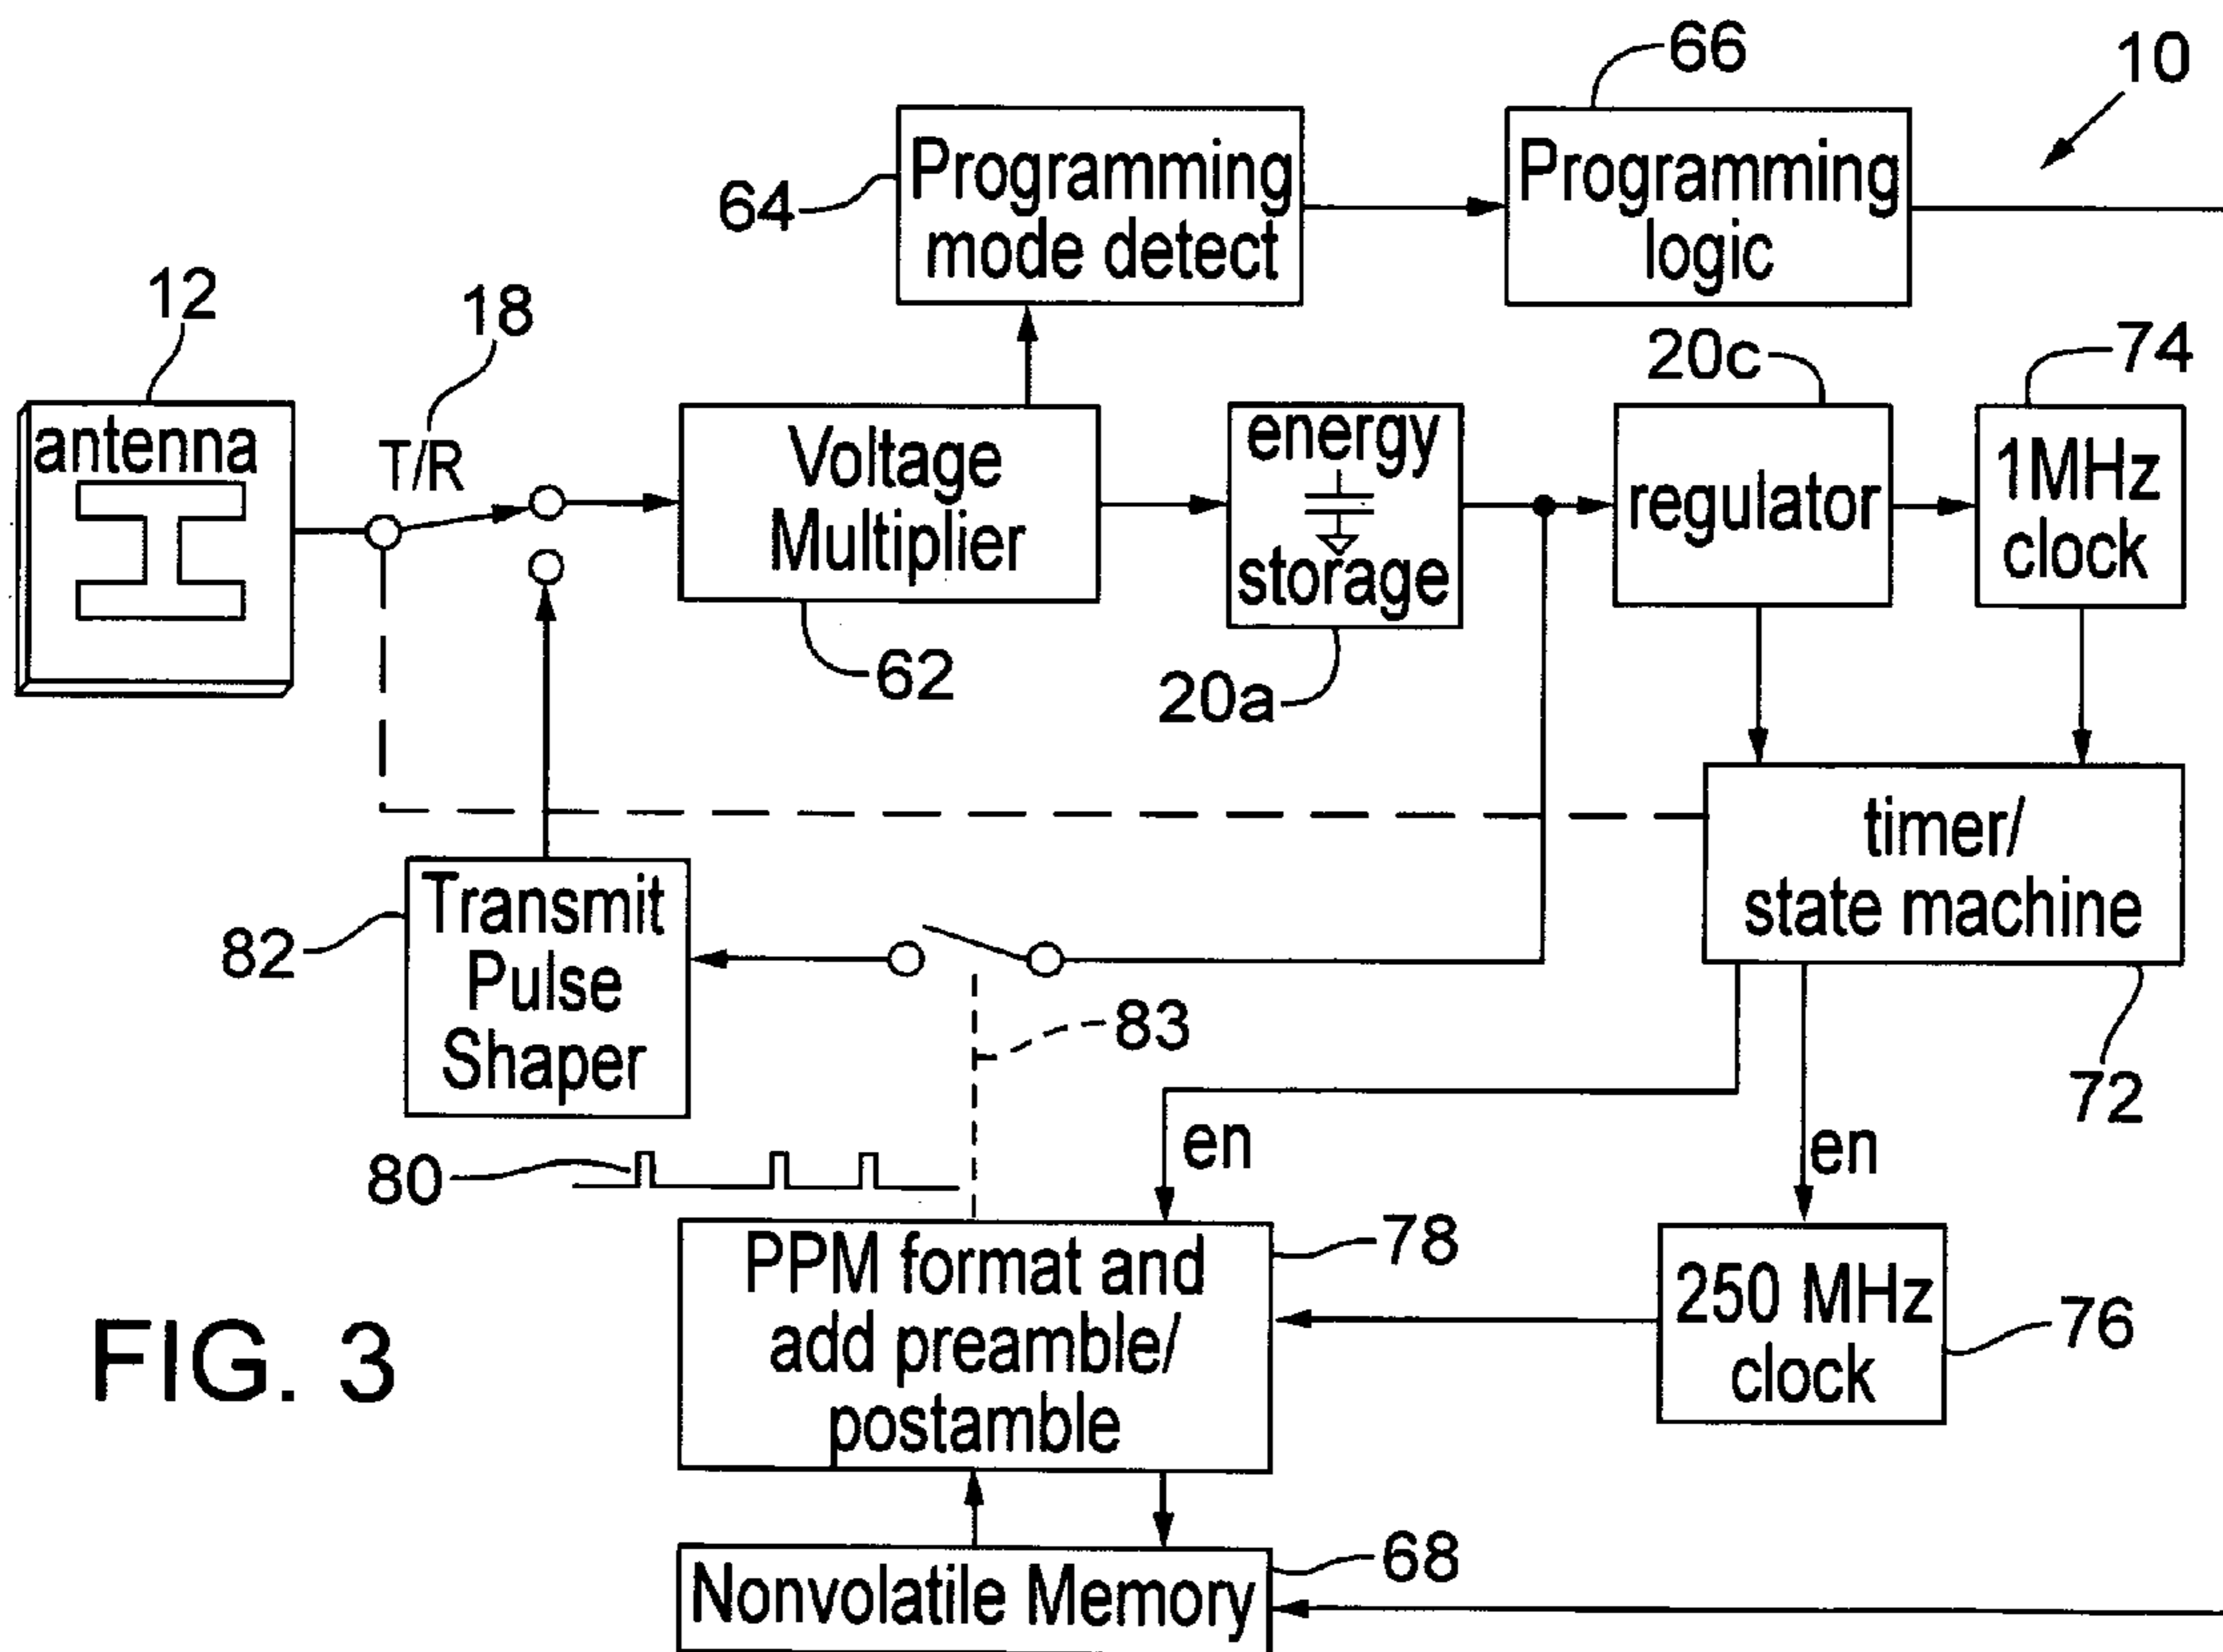 66
10
Programming
mode detect
64
Programming
logic
12
18
20c
74
antenna
T/R
Voltage
Multiplier
energy
storage
regulator
1MHz
clock
62
20a
timer/
state machine
Transmit
Pulse
Shaper
82
83
72
en
en
80
PPM format and
add preamble/
postamble
78
250 MHz
clock
76
FIG. 3
Nonvolatile Memory
68